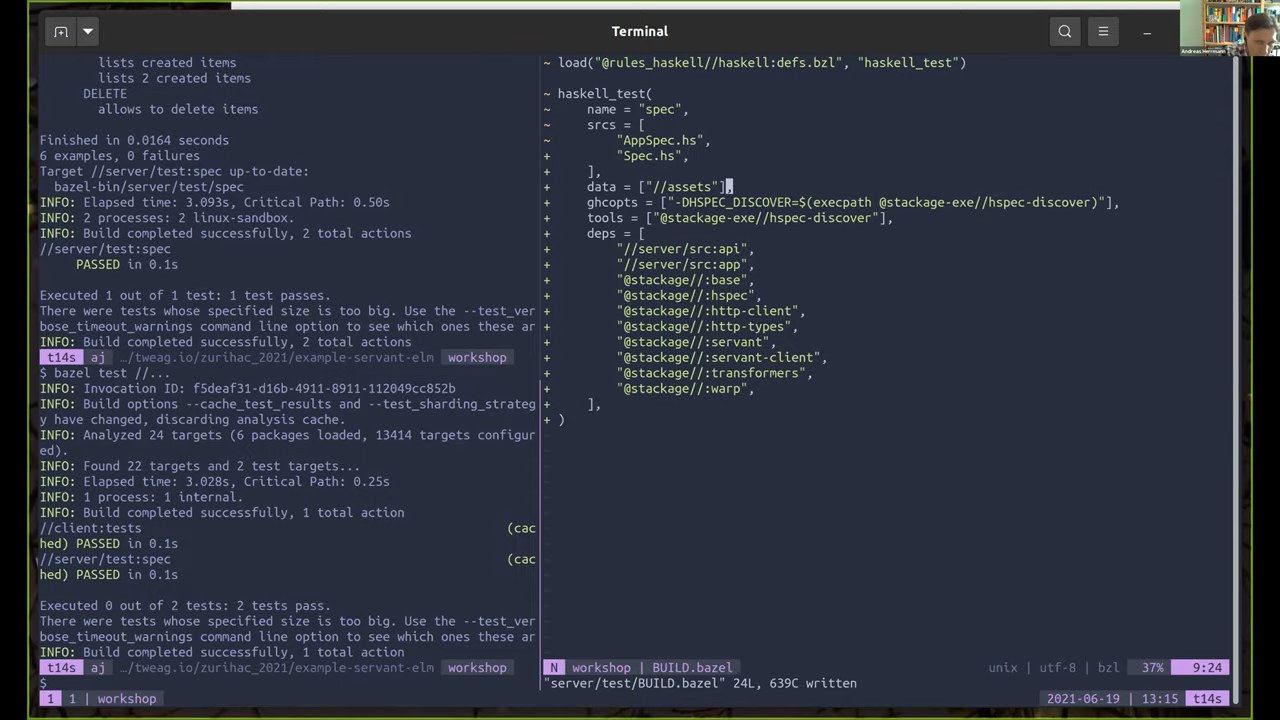 Terminal
Andreas Herrmann
lists created items
lists 2 created items
DELETE
allows to delete items
Finished in 0.0164 seconds
6 examples, 0 failures
Target //server/test:spec up-to-date:
bazel-bin/server/test/spec
INFO: Elapsed time: 3.093s, Critical Path: 0.50s
INFO: 2 processes: 2 linux-sandbox.
INFO: Build completed successfully, 2 total actions
//server/test:spec
PASSED in 0.1s
Executed 1 out of 1 test: 1 test passes.
There were tests whose specified size is too big. Use the --test_ver
bose_timeout_warnings command line option to see which ones these ar
INFO: Build completed successfully, 2 total actions
t14s aj …/tweag.io/zurihac_2021/example-servant-elm workshop
$ bazel test //...
INFO: Invocation ID: f5deaf31-d16b-4911-8911-112049cc852b
INFO: Build options --cache_test_results and --test_sharding_strateg
y have changed, discarding analysis cache.
INFO: Analyzed 24 targets (6 packages loaded, 13414 targets configur
ed).
INFO: Found 22 targets and 2 test targets...
INFO: Elapsed time: 3.028s, Critical Path: 0.25s
INFO: 1 process: 1 internal.
INFO: Build completed successfully, 1 total action
//client:tests (cac
hed) PASSED in 0.1s
//server/test:spec (cac
hed) PASSED in 0.1s
Executed 0 out of 2 tests: 2 tests pass.
There were tests whose specified size is too big. Use the --test_ver
bose_timeout_warnings command line option to see which ones these ar
INFO: Build completed successfully, 1 total action
t14s aj …/tweag.io/zurihac_2021/example-servant-elm workshop
$
~ load("@rules_haskell//haskell:defs.bzl", "haskell_test")
~ haskell_test(
~ name = "spec",
~ srcs = [
~ "AppSpec.hs",
+ "Spec.hs",
+ ],
+ data = ["//assets"],
+ ghcopts = ["-DHSPEC_DISCOVER=$(execpath @stackage-exe//hspec-discover)"],
+ tools = ["@stackage-exe//hspec-discover"],
+ deps = [
+ "//server/src:api",
+ "//server/src:app",
+ "@stackage//:base",
+ "@stackage//:hspec",
+ "@stackage//:http-client",
+ "@stackage//:http-types",
+ "@stackage//:servant",
+ "@stackage//:servant-client",
+ "@stackage//:transformers",
+ "@stackage//:warp",
+ ],
+ )
N workshop | BUILD.bazel unix | utf-8 | bzl 37% 9:24
"server/test/BUILD.bazel" 24L, 639C written
1 1 | workshop 2021-06-19 | 13:15 t14s